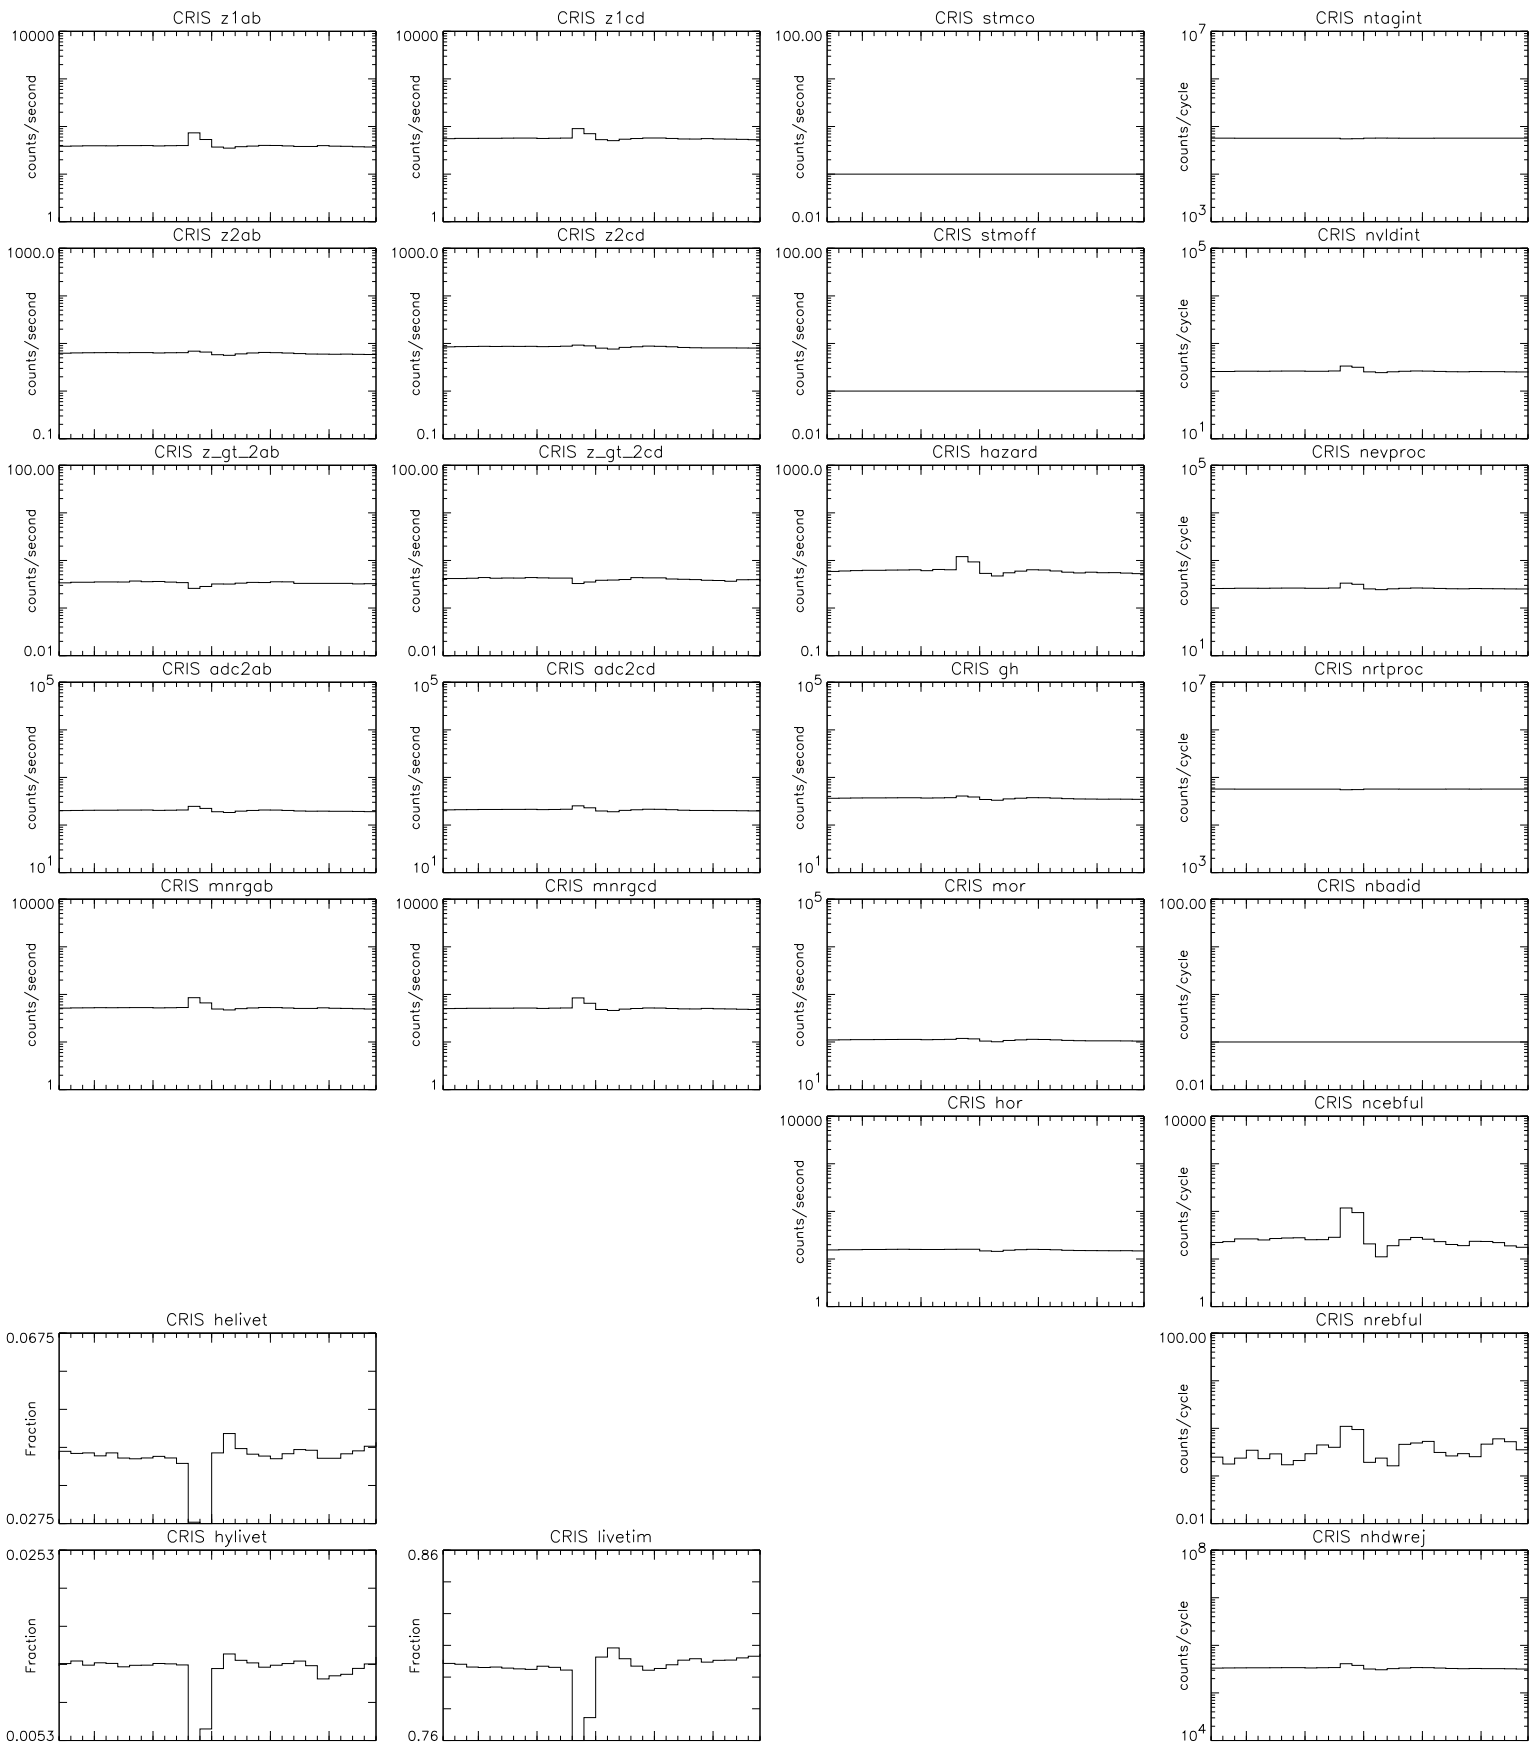 CRIS z1ab
10000
counts/second
1
CRIS z1cd
10000
counts/second
1
CRIS stmco
100.00
counts/second
0.01
CRIS ntagint
10^7
counts/cycle
10^3
CRIS z2ab
1000.0
counts/second
0.1
CRIS z2cd
1000.0
counts/second
0.1
CRIS stmoff
100.00
counts/second
0.01
CRIS nvldint
10^5
counts/cycle
10^1
CRIS z_gt_2ab
100.00
counts/second
0.01
CRIS z_gt_2cd
100.00
counts/second
0.01
CRIS hazard
1000.0
counts/second
0.1
CRIS nevproc
10^5
counts/cycle
10^1
CRIS adc2ab
10^5
counts/second
10^1
CRIS adc2cd
10^5
counts/second
10^1
CRIS gh
10^5
counts/second
10^1
CRIS nrtproc
10^7
counts/cycle
10^3
CRIS mnrgab
10000
counts/second
1
CRIS mnrgcd
10000
counts/second
1
CRIS mor
10^5
counts/second
10^1
CRIS nbadid
100.00
counts/cycle
0.01
CRIS hor
10000
counts/second
1
CRIS ncebful
10000
counts/cycle
1
CRIS helivet
0.0675
Fraction
0.0275
CRIS nrebful
100.00
counts/cycle
0.01
CRIS hylivet
0.0253
Fraction
0.0053
CRIS livetim
0.86
Fraction
0.76
CRIS nhdwrej
10^8
counts/cycle
10^4